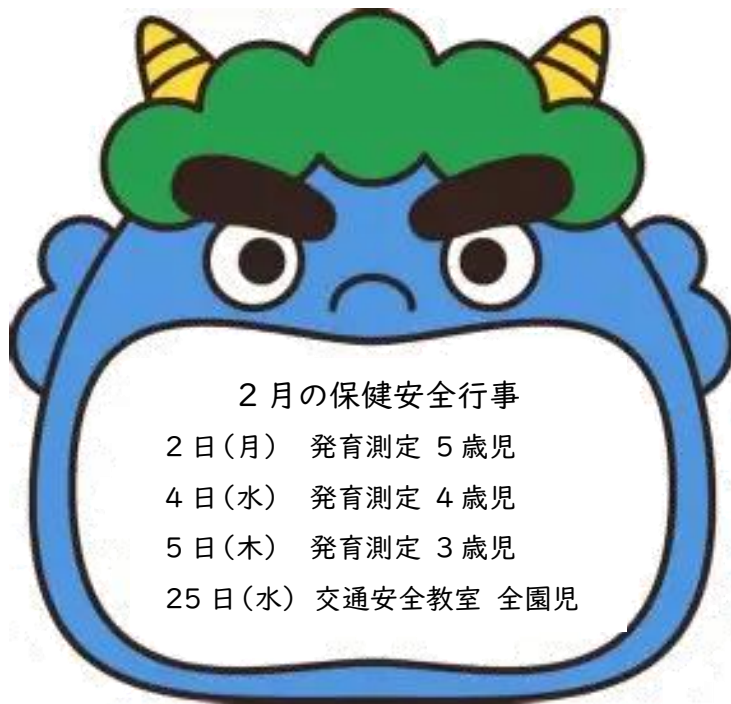 2月の保健安全行事
2日(月) 発育測定 5歳児
4日(水) 発育測定 4歳児
5日(木) 発育測定 3歳児
25日(水) 交通安全教室 全園児